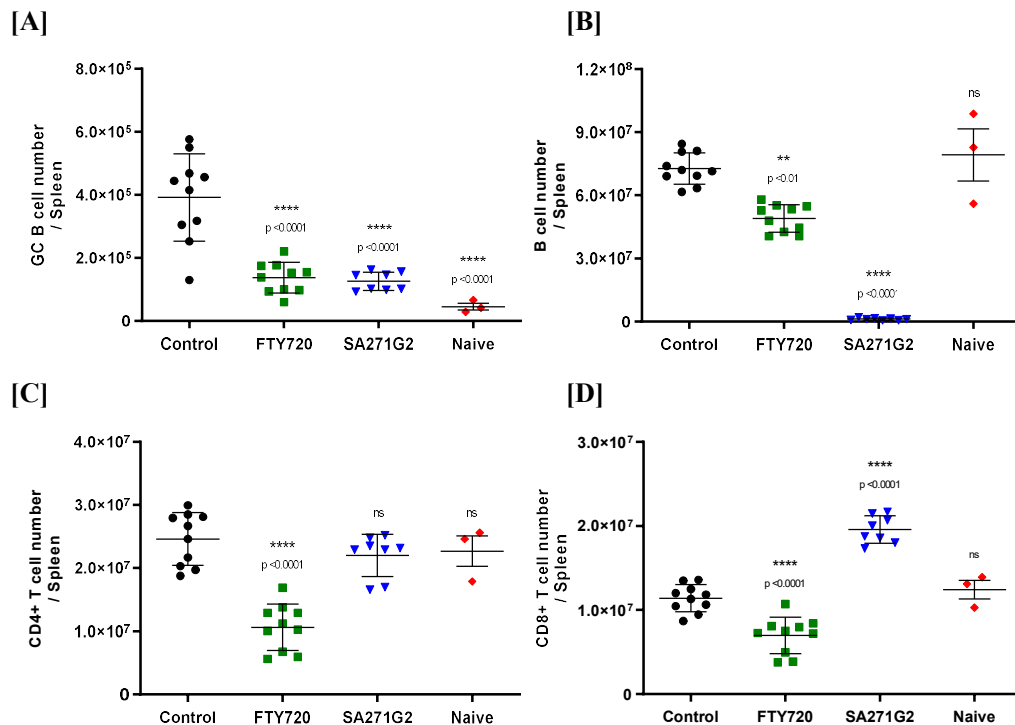 [A]
GC B cell number
/ Spleen
8.0×10⁵
6.0×10⁵
4.0×10⁵
2.0×10⁵
0
****
p <0.0001
****
p <0.0001
****
p <0.0001
Control FTY720 SA271G2 Naive
[B]
B cell number
/ Spleen
1.2×10⁸
9.0×10⁷
6.0×10⁷
3.0×10⁷
0
**
p <0.01
****
p <0.0001
ns
Control FTY720 SA271G2 Naive
[C]
CD4+ T cell number
/ Spleen
4.0×10⁷
3.0×10⁷
2.0×10⁷
1.0×10⁷
0
****
p <0.0001
ns
ns
Control FTY720 SA271G2 Naive
[D]
CD8+ T cell number
/ Spleen
3.0×10⁷
2.0×10⁷
1.0×10⁷
0
****
p <0.0001
****
p <0.0001
ns
Control FTY720 SA271G2 Naive